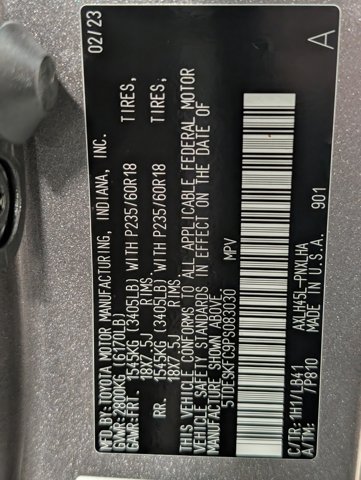 MFD. BY: TOYOTA MOTOR MANUFACTURING, INDIANA, INC. 02/23
GVWR: 2800KG (6170LB)
GAWR: FRT. 1545KG (3405LB) WITH P235/60R18 TIRES,
18X7.5J RIMS.
RR. 1545KG (3405LB) WITH P235/60R18 TIRES,
18X7.5J RIMS.
THIS VEHICLE CONFORMS TO ALL APPLICABLE FEDERAL MOTOR
VEHICLE SAFETY STANDARDS IN EFFECT ON THE DATE OF
MANUFACTURE SHOWN ABOVE.
5TDESKFC9PS083030 MPV
C/TR: 1H1/LB41 AXLH45L-PNXLHA
A/TM: /P810 MADE IN U.S.A. 901 A